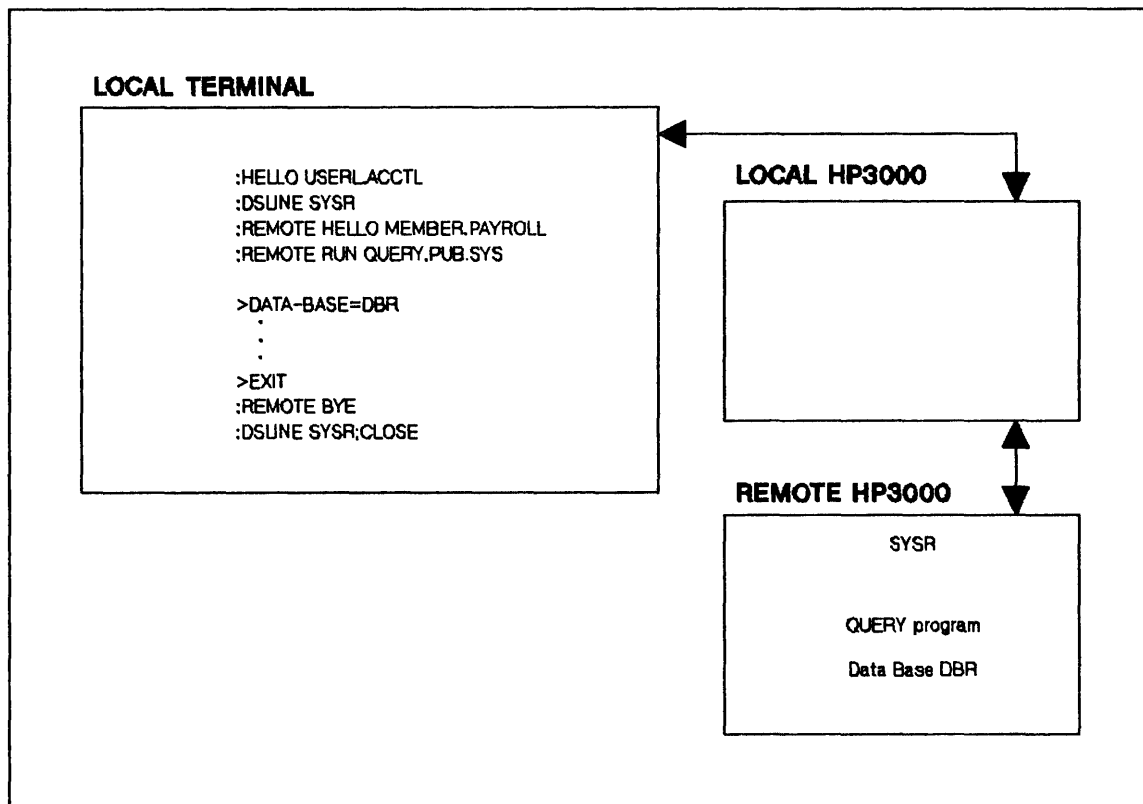 LOCAL TERMINAL
:HELLO USERL.ACCTL
:DSLINE SYSR
:REMOTE HELLO MEMBER.PAYROLL
:REMOTE RUN QUERY.PUB.SYS
>DATA-BASE=DBR
.
.
.
>EXIT
:REMOTE BYE
:DSLINE SYSR;CLOSE
LOCAL HP3000
REMOTE HP3000
SYSR
QUERY program
Data Base DBR